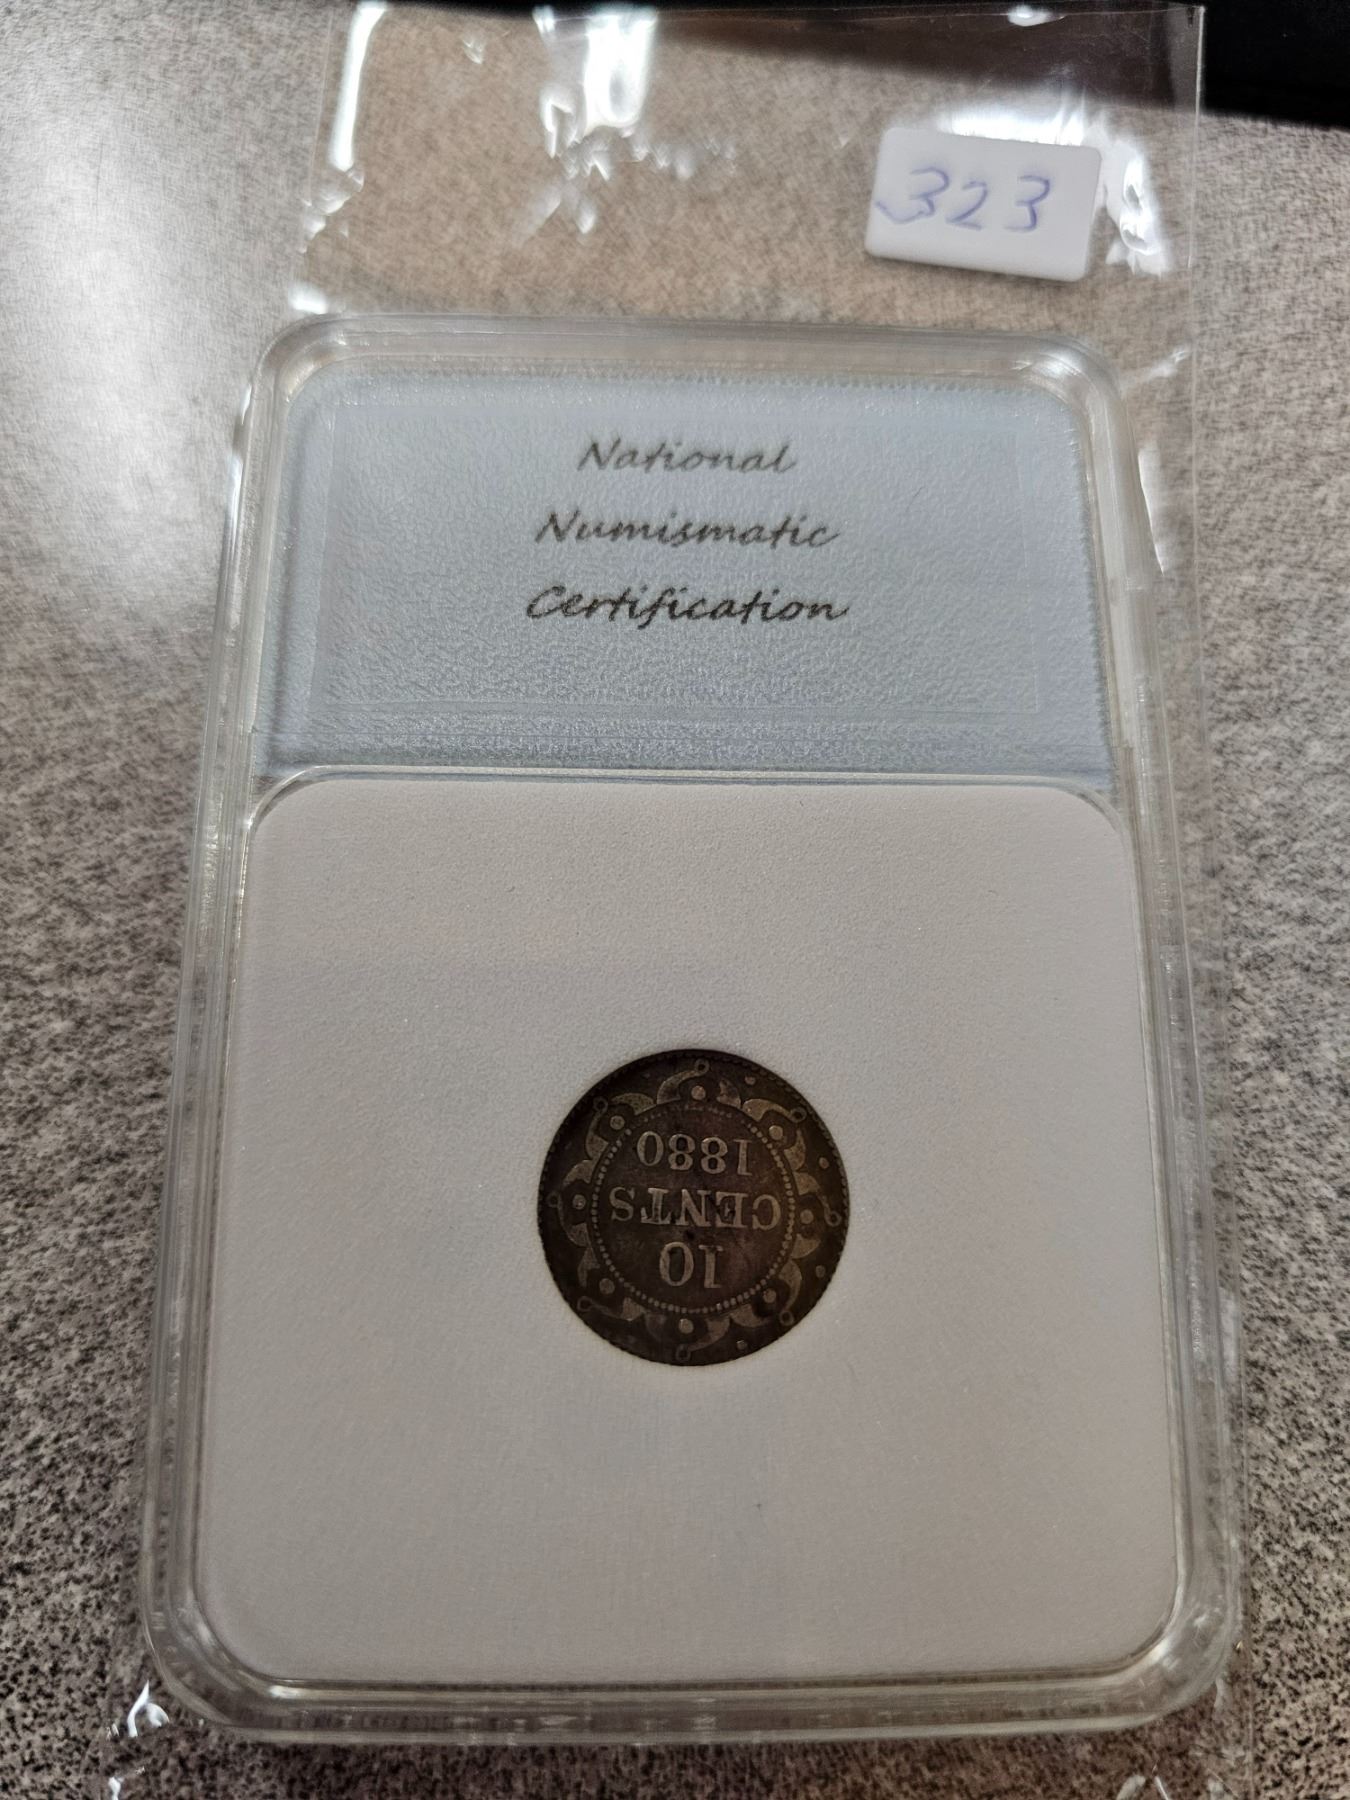 323
National
Numismatic
Certification
10
CENTS
1880